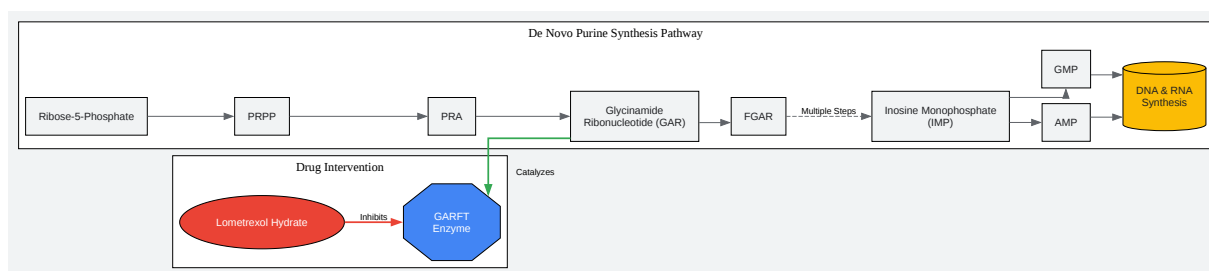 De Novo Purine Synthesis Pathway
Ribose-5-Phosphate
PRPP
PRA
Glycinamide
Ribonucleotide (GAR)
FGAR
Multiple Steps
Inosine Monophosphate
(IMP)
GMP
AMP
DNA & RNA
Synthesis
Drug Intervention
Catalyzes
Lometrexol Hydrate
Inhibits
GARFT
Enzyme